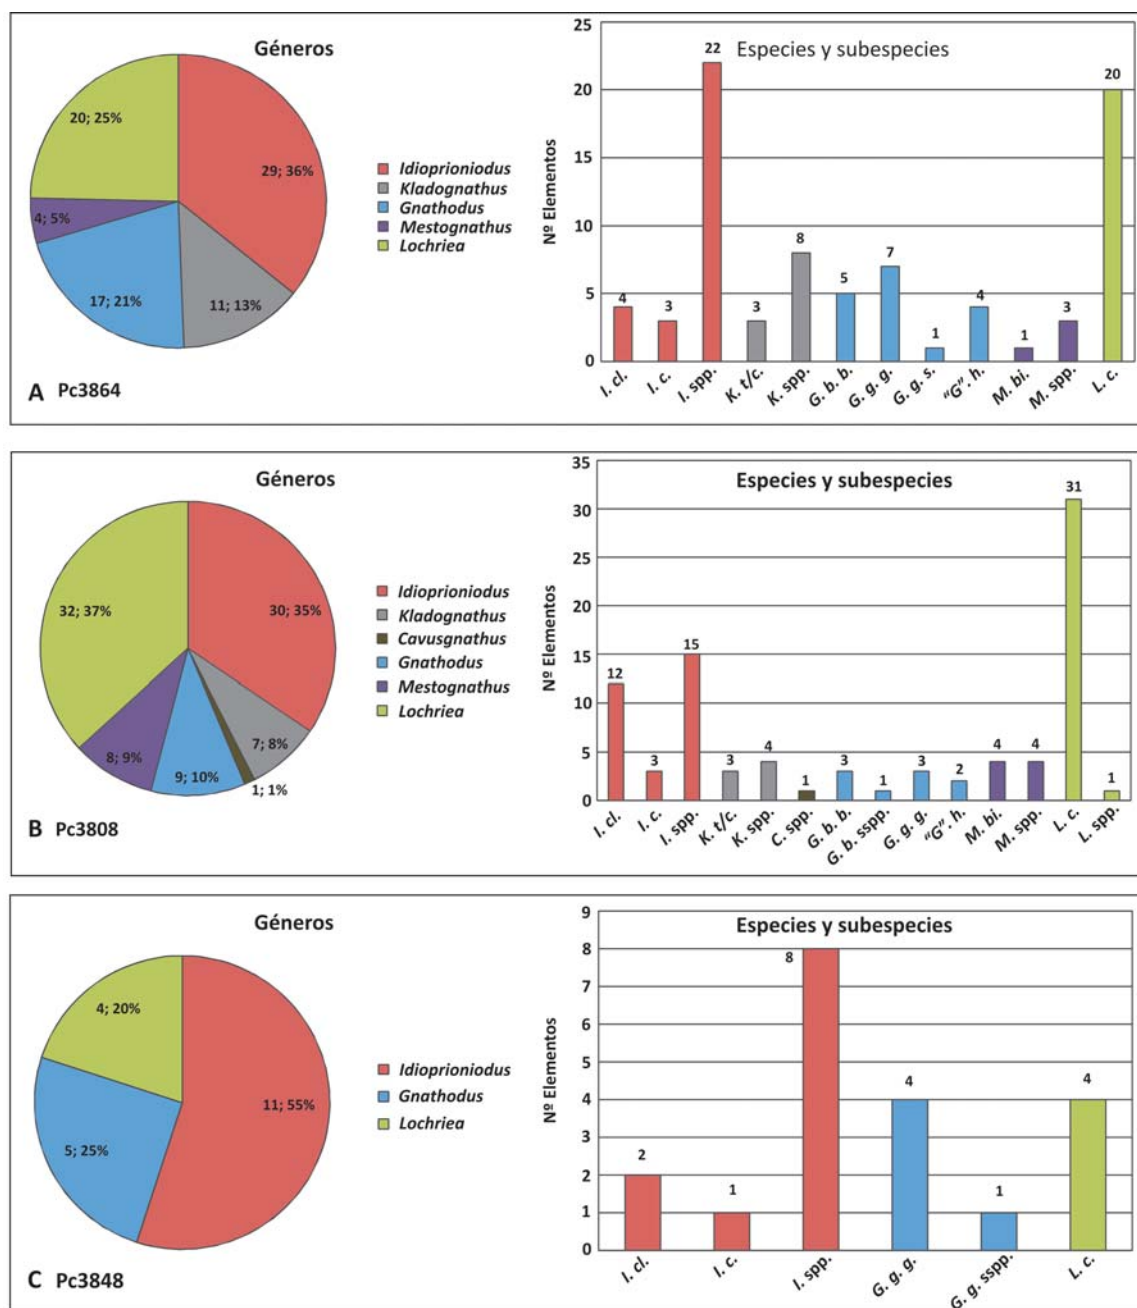 Géneros
20; 25%
29; 36%
4; 5%
17; 21%
11; 13%
Idioprioniodus
Kladognathus
Gnathodus
Mestognathus
Lochriea
A Pc3864
Especies y subespecies
Nº Elementos
25
20
15
10
5
0
4
3
22
3
8
5
7
1
4
1
3
20
I. cl.
I. c.
I. spp.
K. t/c.
K. spp.
G. b. b.
G. g. g.
G. g. s.
“G”. h.
M. bi.
M. spp.
L. c.
Géneros
32; 37%
30; 35%
8; 9%
9; 10%
7; 8%
1; 1%
Idioprioniodus
Kladognathus
Cavusgnathus
Gnathodus
Mestognathus
Lochriea
B Pc3808
Especies y subespecies
Nº Elementos
35
30
25
20
15
10
5
0
12
3
15
3
4
1
3
1
3
2
4
4
31
1
I. cl.
I. c.
I. spp.
K. t/c.
K. spp.
C. spp.
G. b. b.
G. b. sspp.
G. g. g.
“G”. h.
M. bi.
M. spp.
L. c.
L. spp.
Géneros
4; 20%
11; 55%
5; 25%
Idioprioniodus
Gnathodus
Lochriea
C Pc3848
Especies y subespecies
Nº Elementos
9
8
7
6
5
4
3
2
1
0
2
1
8
4
1
4
I. cl.
I. c.
I. spp.
G. g. g.
G. g. sspp.
L. c.